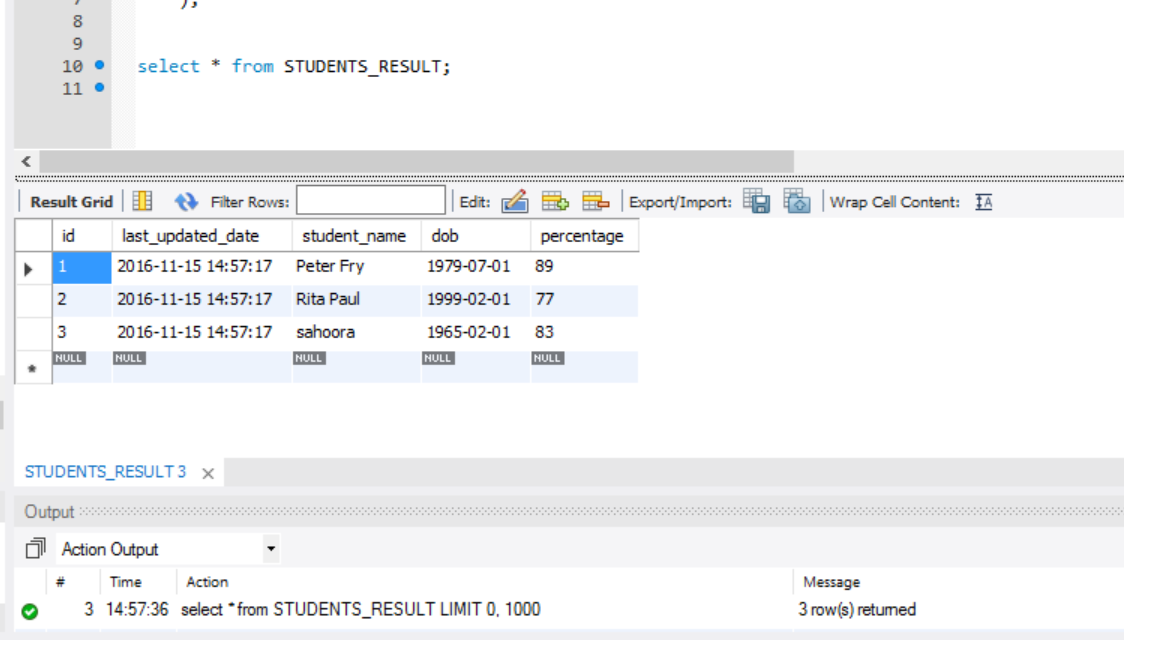 7 );
8
9
10 select * from STUDENTS_RESULT;
11
Result Grid Filter Rows: Edit: Export/Import: Wrap Cell Content: IA
id last_updated_date student_name dob percentage
1 2016-11-15 14:57:17 Peter Fry 1979-07-01 89
2 2016-11-15 14:57:17 Rita Paul 1999-02-01 77
3 2016-11-15 14:57:17 sahoora 1965-02-01 83
* NULL NULL NULL NULL NULL
STUDENTS_RESULT 3 ×
Output
Action Output
# Time Action Message
3 14:57:36 select * from STUDENTS_RESULT LIMIT 0, 1000 3 row(s) returned